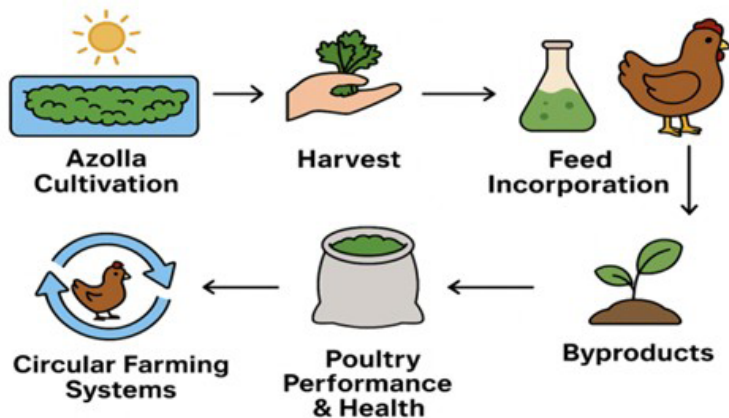 Azolla
Cultivation
Harvest
Feed
Incorporation
Circular Farming
Systems
Poultry
Performance
& Health
Byproducts